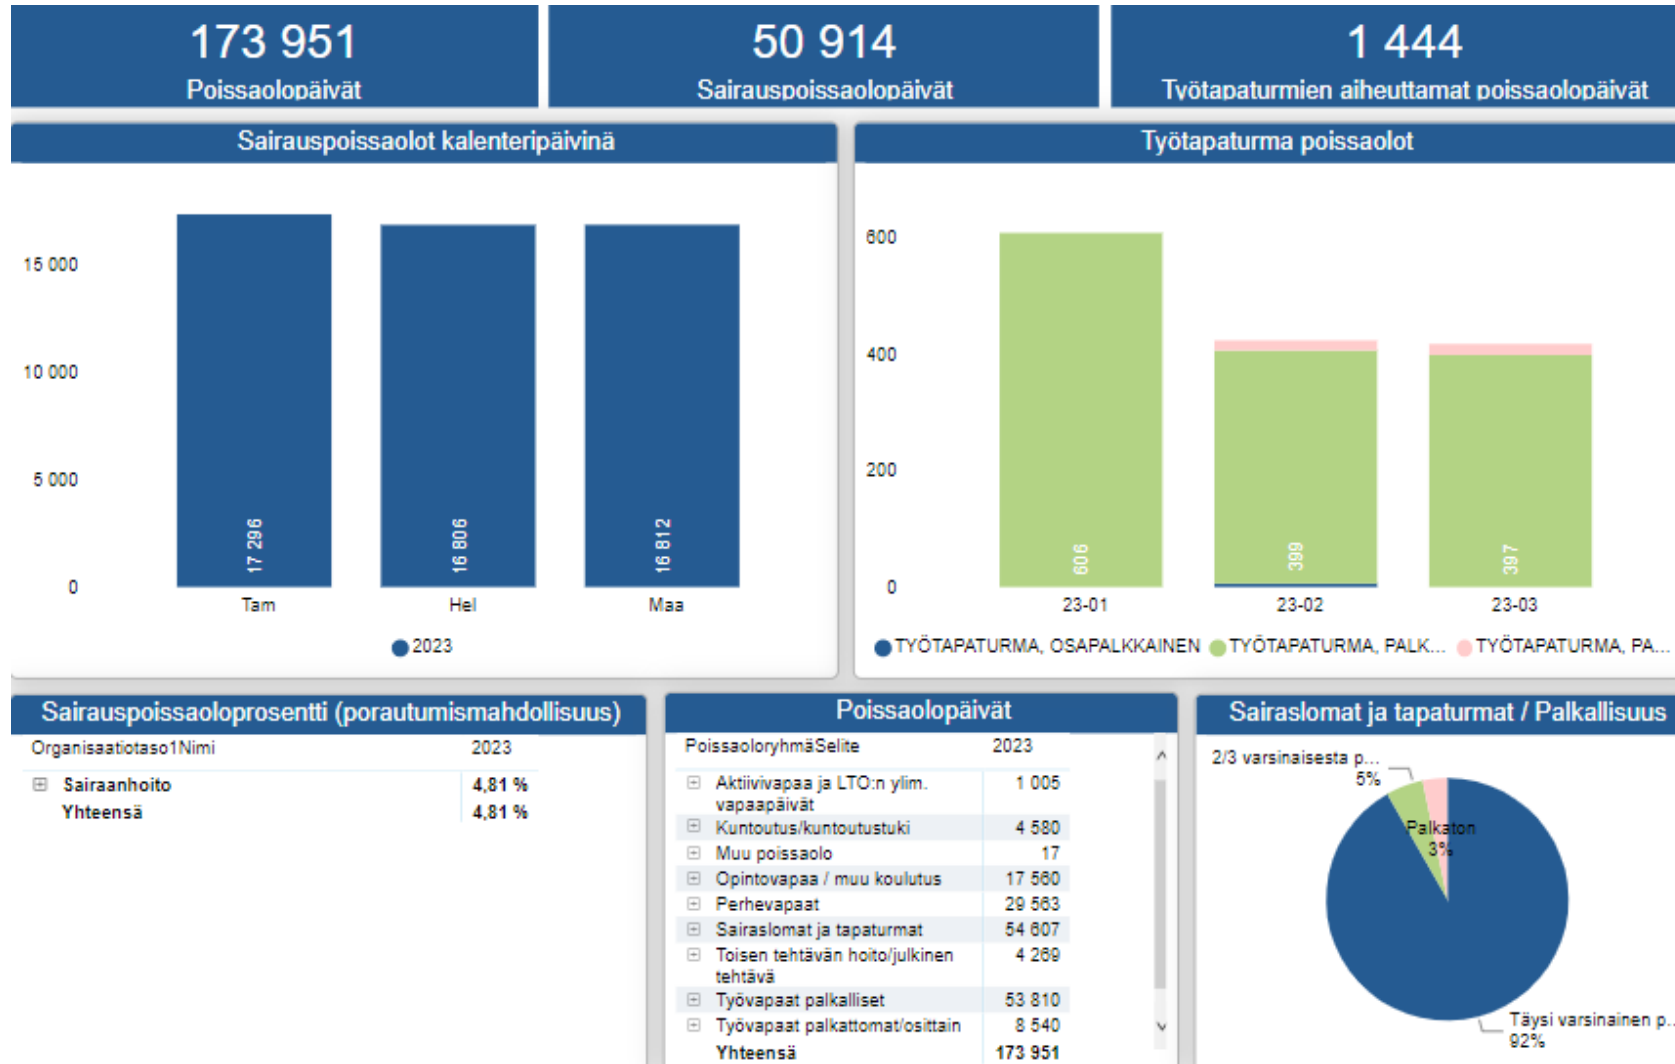 173 951
Poissaolopäivät
50 914
Sairauspoissaolopäivät
1 444
Työtapaturmien aiheuttamat poissaolopäivät
Sairauspoissaolot kalenteripäivinä
15 000
10 000
5 000
0
17 296
16 806
16 812
Tam
Hel
Maa
2023
Työtapaturma poissaolot
600
400
200
0
606
399
397
23-01
23-02
23-03
TYÖTAPATURMA, OSAPALKKAINEN
TYÖTAPATURMA, PALK...
TYÖTAPATURMA, PA...
Sairauspoissaoloprosentti (porautumismahdollisuus)
Organisaatiotaso1Nimi 2023
Sairaanhoito 4,81 %
Yhteensä 4,81 %
Poissaolopäivät
PoissaoloryhmäSelite 2023
Aktiivivapaa ja LTO:n ylim. 1 005
vapaapäivät
Kuntoutus/kuntoutustuki 4 580
Muu poissaolo 17
Opintovapaa / muu koulutus 17 560
Perhevapaat 29 563
Sairaslomat ja tapaturmat 54 607
Toisen tehtävän hoito/julkinen 4 269
tehtävä
Työvapaat palkalliset 53 810
Työvapaat palkattomat/osittain 8 540
Yhteensä 173 951
Sairaslomat ja tapaturmat / Palkallisuus
2/3 varsinaisesta p...
5%
Palkaton
3%
Täysi varsinainen p...
92%